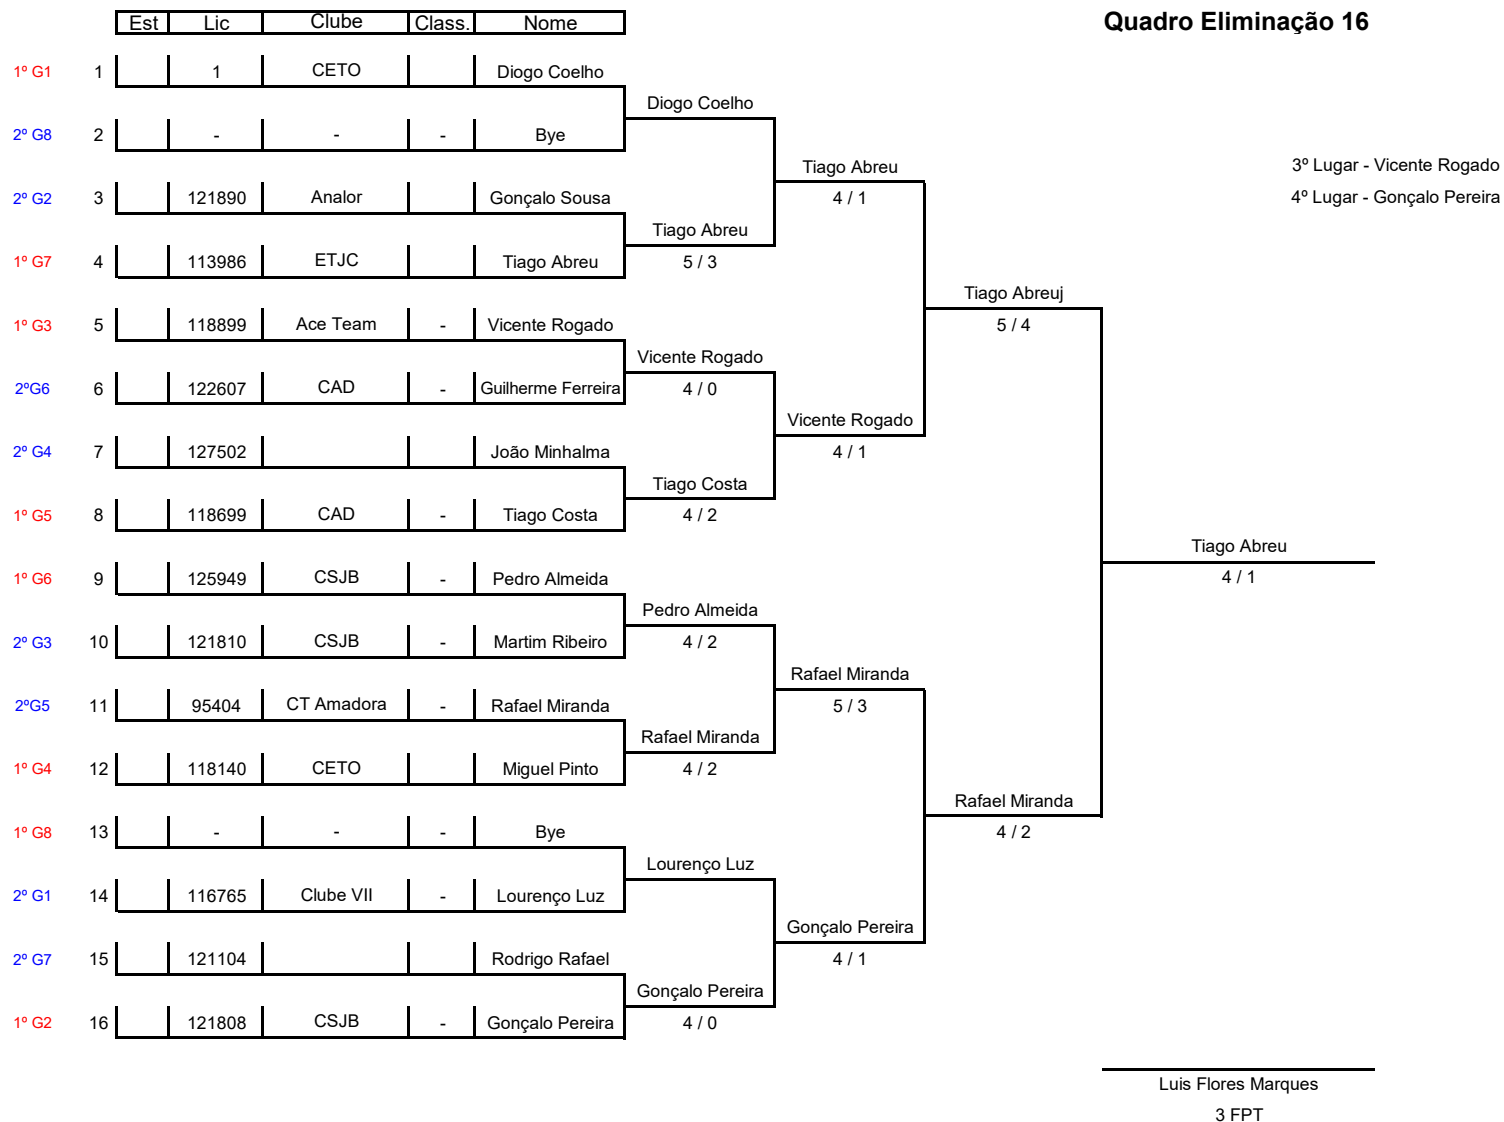 Est Lic Clube Class. Nome
Quadro Eliminação 16
1º G1 1 1 CETO Diogo Coelho
Diogo Coelho
2º G8 2 - - - Bye
Tiago Abreu
4 / 1
3º Lugar - Vicente Rogado
4º Lugar - Gonçalo Pereira
2º G2 3 121890 Analor Gonçalo Sousa
Tiago Abreu
5 / 3
1º G7 4 113986 ETJC Tiago Abreu
Tiago Abreuj
5 / 4
1º G3 5 118899 Ace Team - Vicente Rogado
Vicente Rogado
4 / 0
2ºG6 6 122607 CAD - Guilherme Ferreira
Vicente Rogado
4 / 1
2º G4 7 127502 João Minhalma
Tiago Costa
4 / 2
1º G5 8 118699 CAD - Tiago Costa
Tiago Abreu
4 / 1
1º G6 9 125949 CSJB - Pedro Almeida
Pedro Almeida
4 / 2
2º G3 10 121810 CSJB - Martim Ribeiro
Rafael Miranda
5 / 3
2ºG5 11 95404 CT Amadora - Rafael Miranda
Rafael Miranda
4 / 2
1º G4 12 118140 CETO Miguel Pinto
Rafael Miranda
4 / 2
1º G8 13 - - - Bye
Lourenço Luz
2º G1 14 116765 Clube VII - Lourenço Luz
Gonçalo Pereira
4 / 1
2º G7 15 121104 Rodrigo Rafael
Gonçalo Pereira
4 / 0
1º G2 16 121808 CSJB - Gonçalo Pereira
Luis Flores Marques
3 FPT